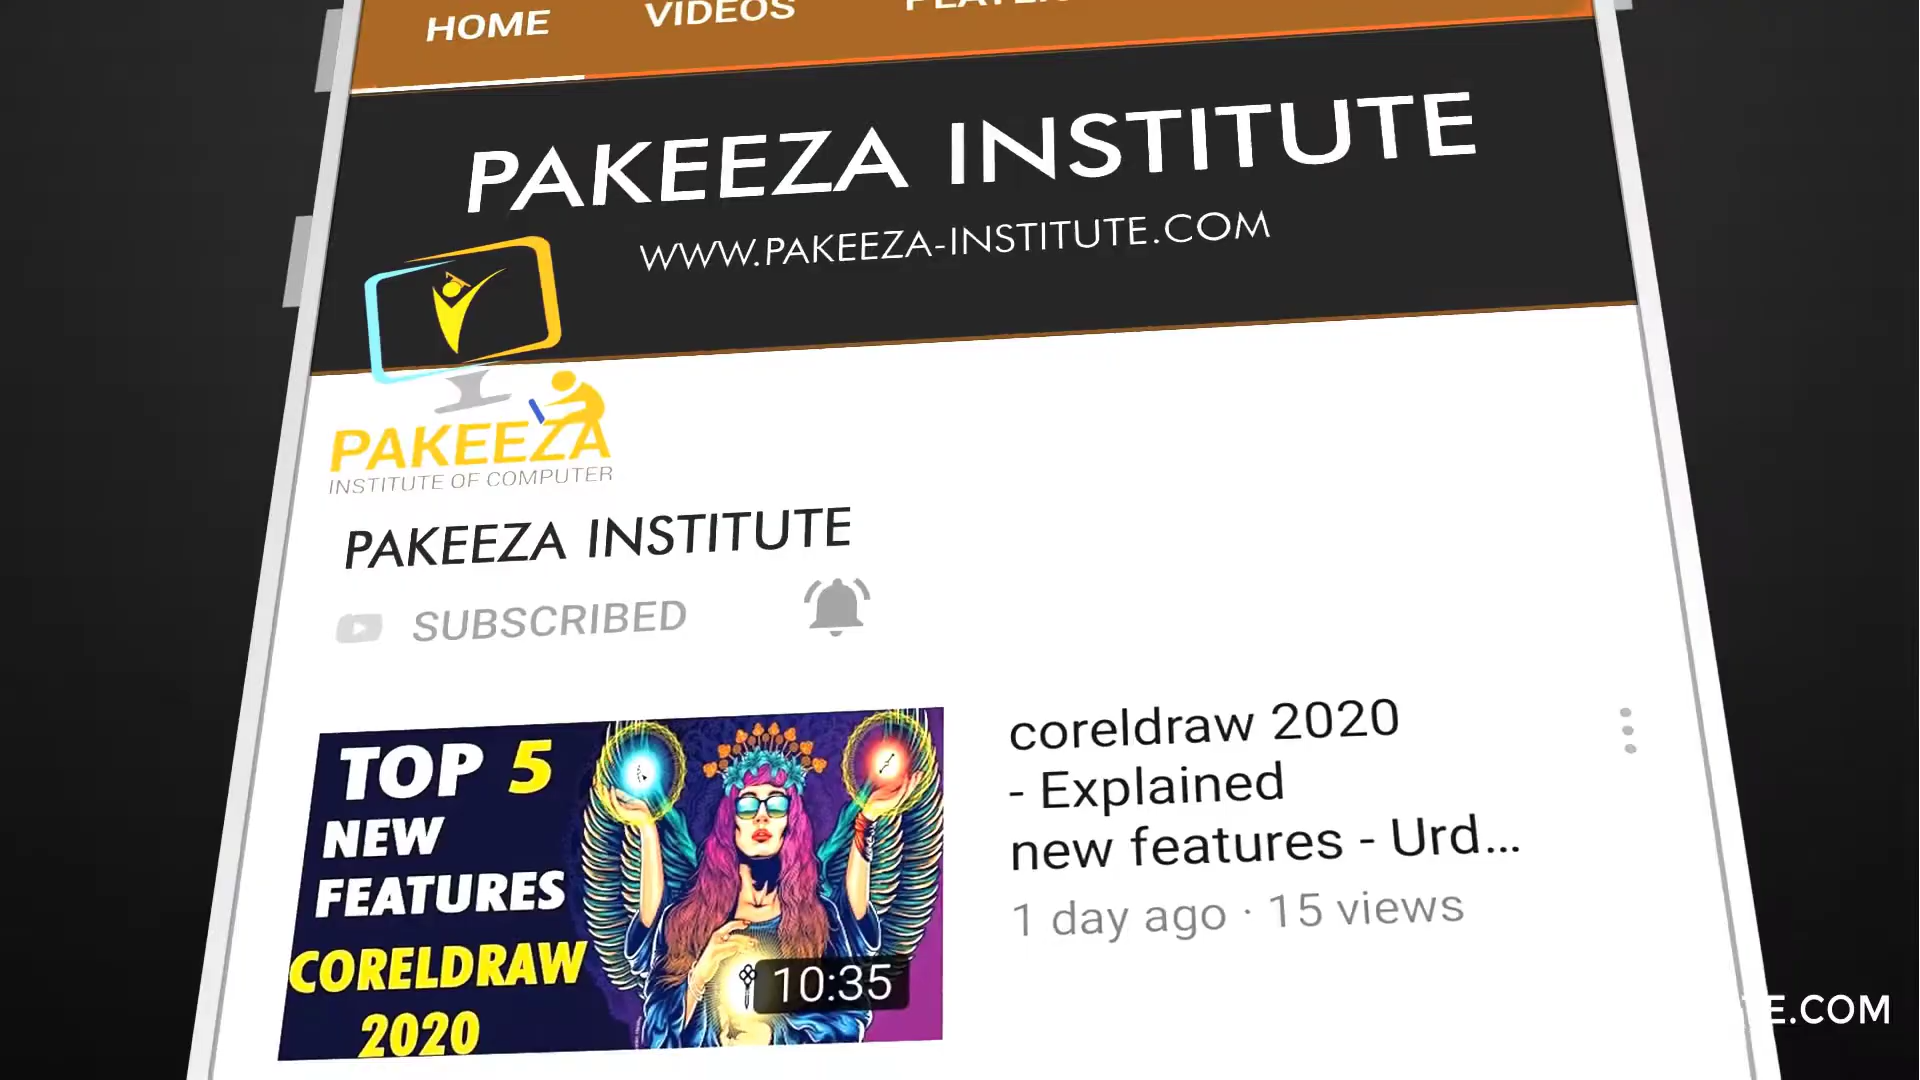 HOME VIDEOS
PAKEEZA INSTITUTE
WWW.PAKEEZA-INSTITUTE.COM
PAKEEZA
INSTITUTE OF COMPUTER
PAKEEZA INSTITUTE
SUBSCRIBED
TOP 5
NEW
FEATURES
CORELDRAW
2020
10:35
coreldraw 2020
- Explained
new features - Urd...
1 day ago · 15 views
TE.COM